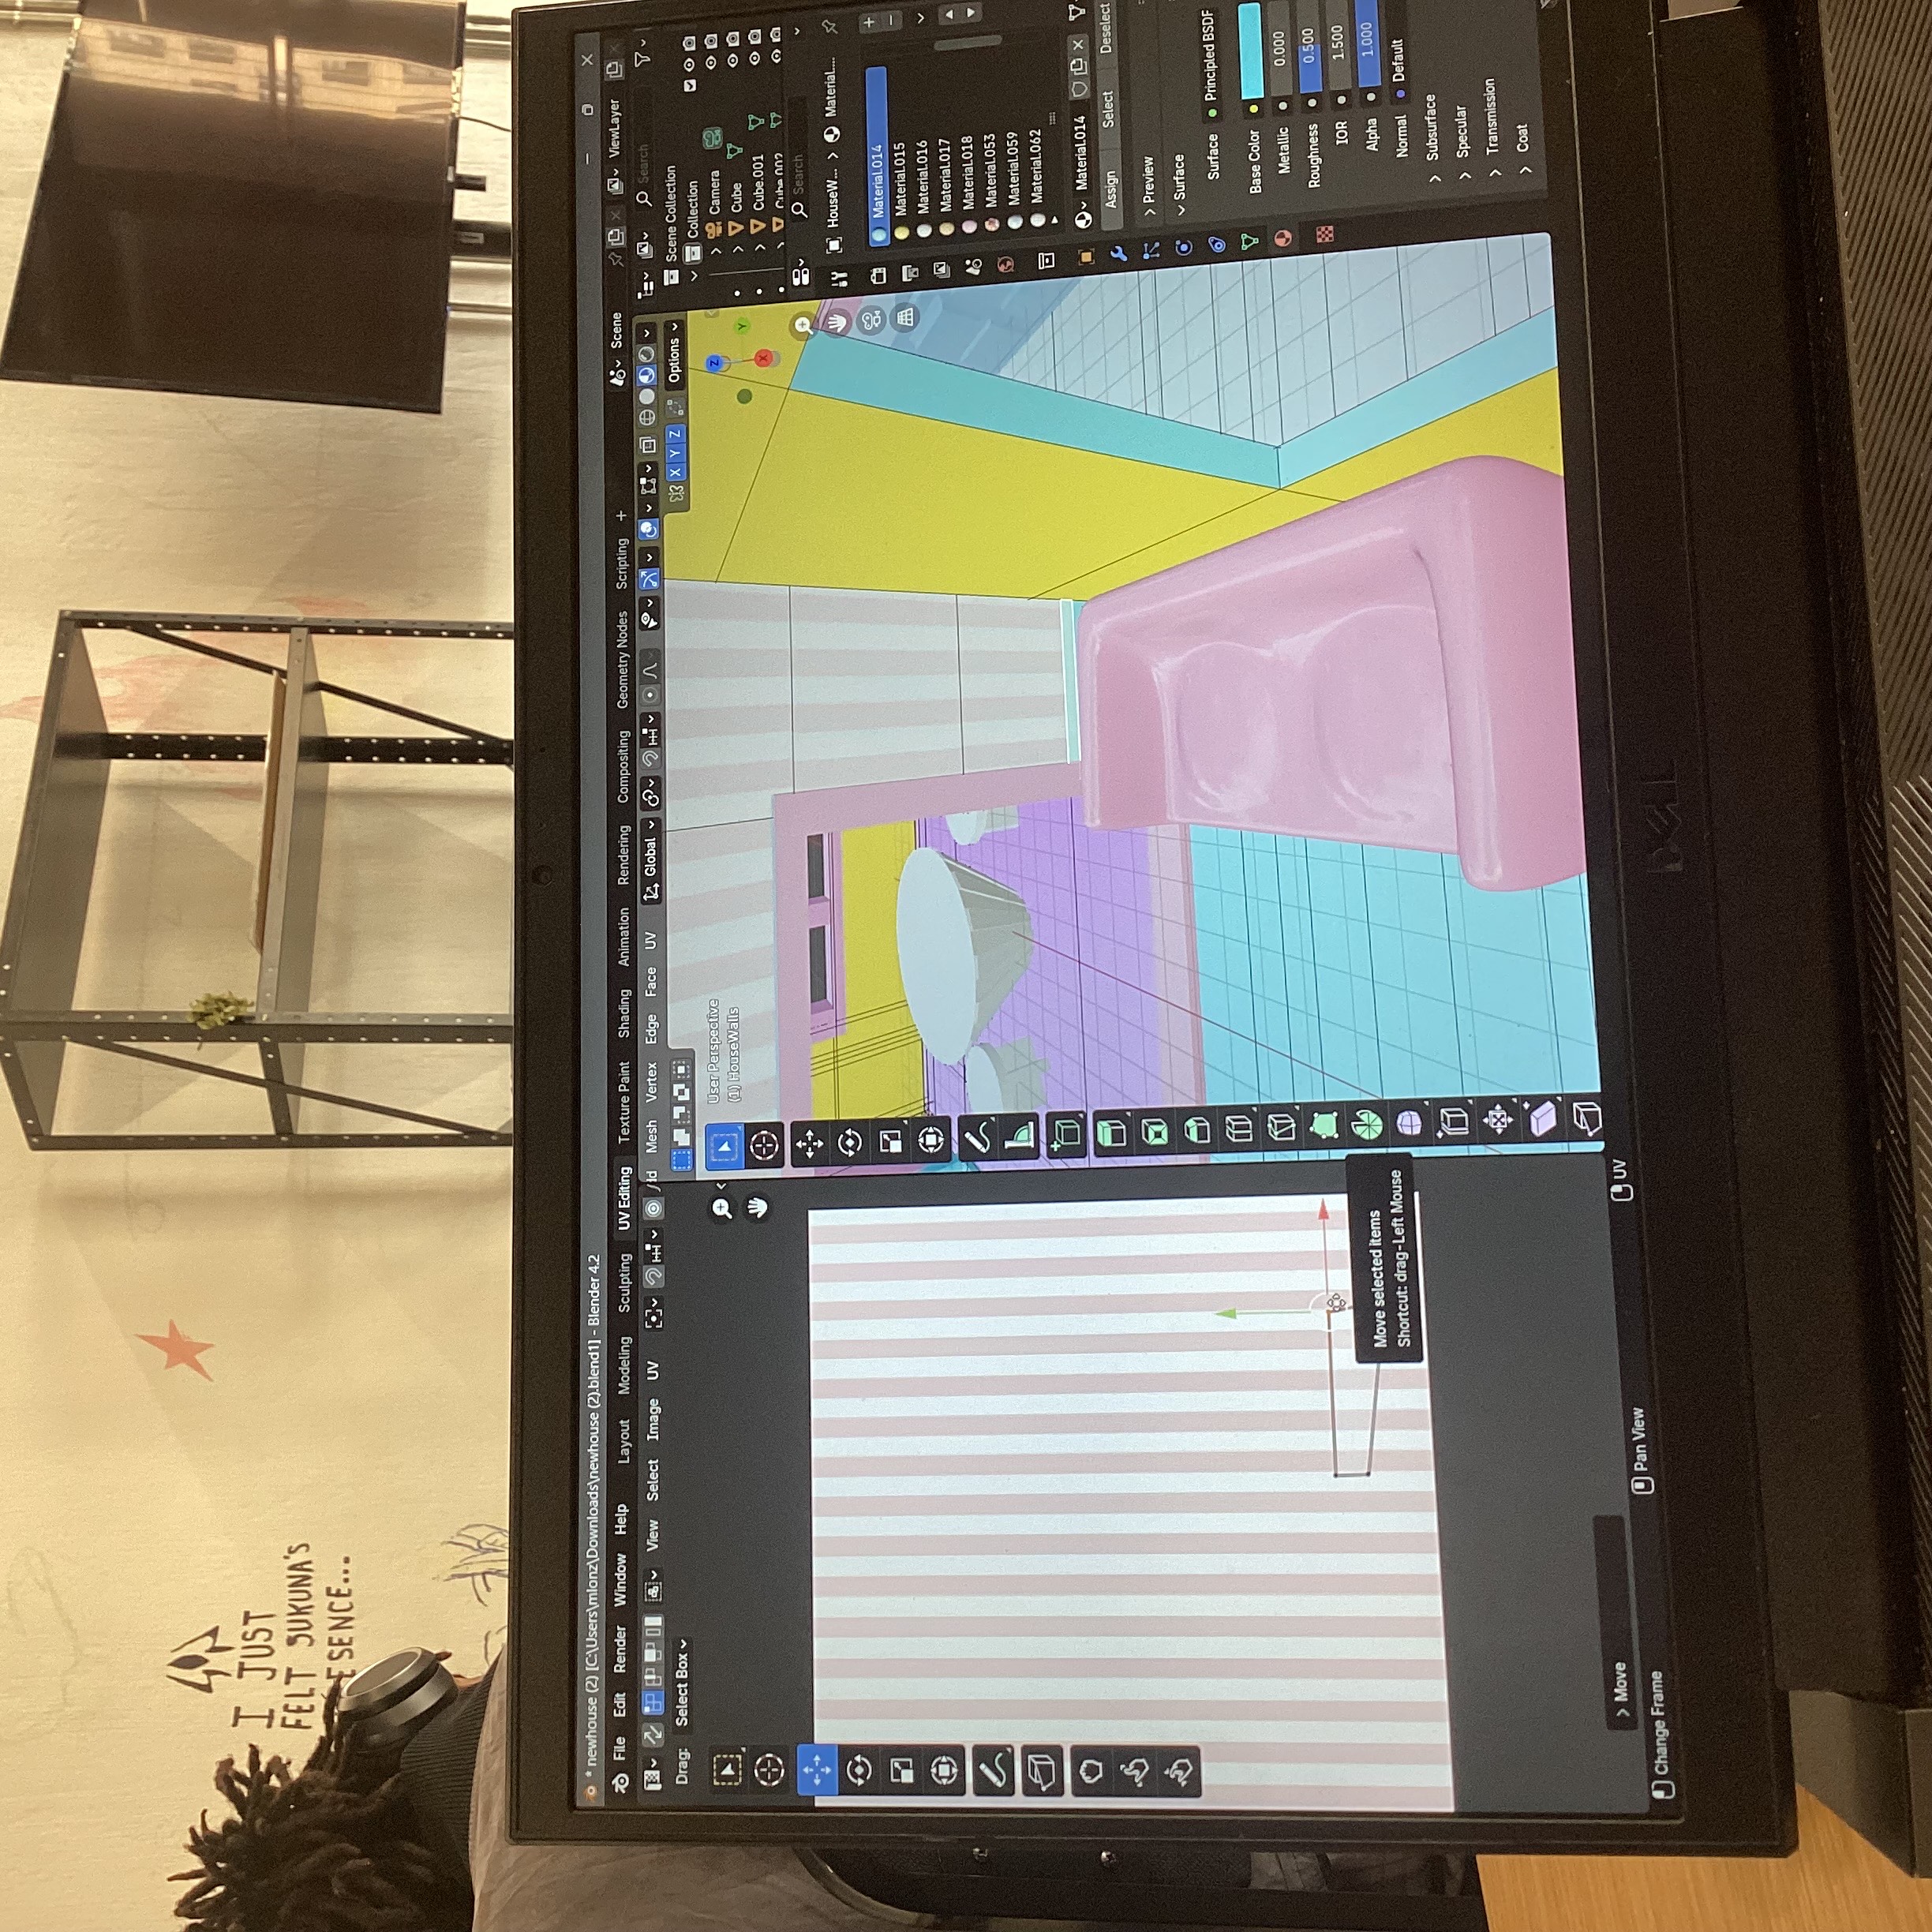 I JUST
FELT SUKUNA'S
ESENCE...
* newhouse (2) [C:\Users\mlonz\Downloads\newhouse (2).blend1] - Blender 4.2
File Edit Render Window Help Layout Modeling Sculpting UV Editing Texture Paint Shading Animation Rendering Compositing Geometry Nodes Scripting + Scene ViewLayer
View Select Image UV
Mesh Vertex Edge Face UV Global
Search
Drag: Select Box
X Y Z Options
Scene Collection
Collection
Camera
Cube
Cube.001
Cube.002
User Perspective
(1) HouseWalls
Z
Y
X
Search
HouseW... > Material....
Material.014
Material.015
Material.016
Material.017
Material.018
Material.053
Material.059
Material.062
Material.014
Assign Select Deselect
Preview
Surface
Surface Principled BSDF
Base Color
Metallic 0.000
Roughness 0.500
IOR 1.500
Alpha 1.000
Normal Default
Subsurface
Specular
Transmission
Coat
Move selected items
Shortcut: drag-Left Mouse
Move
Change Frame Pan View UV
DELL